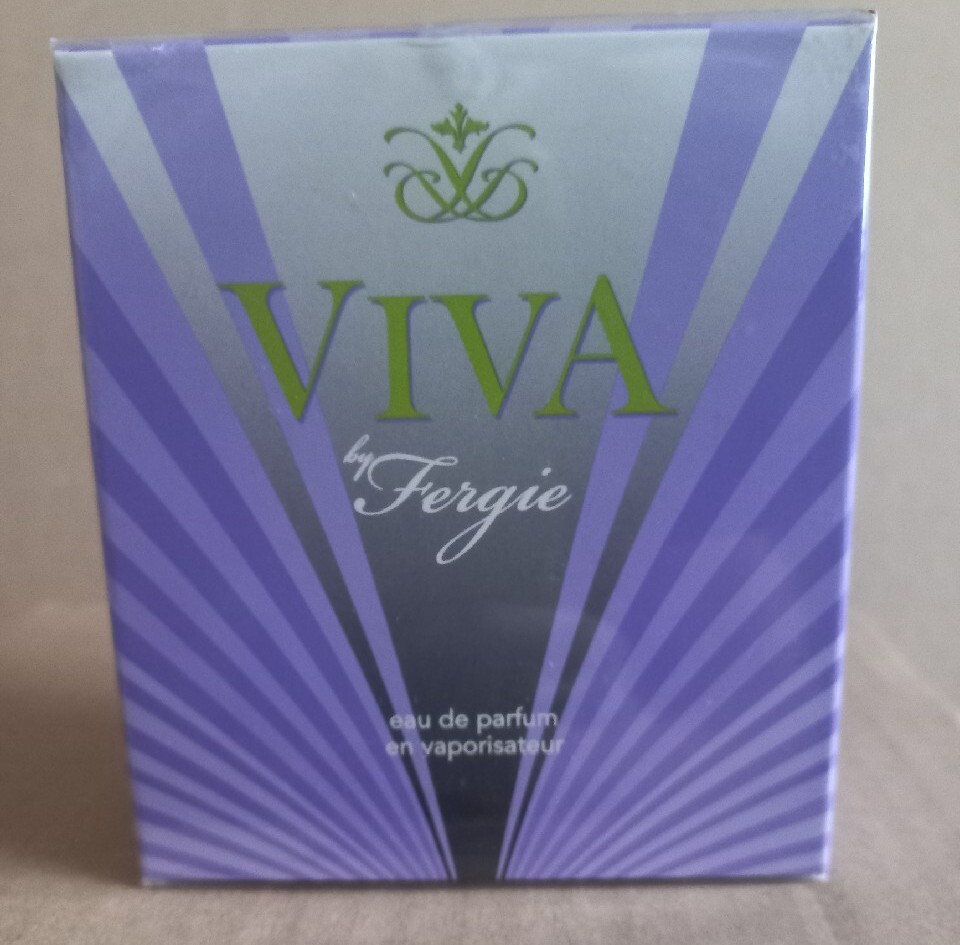 VIVA
by Fergie
eau de parfum
en vaporisateur